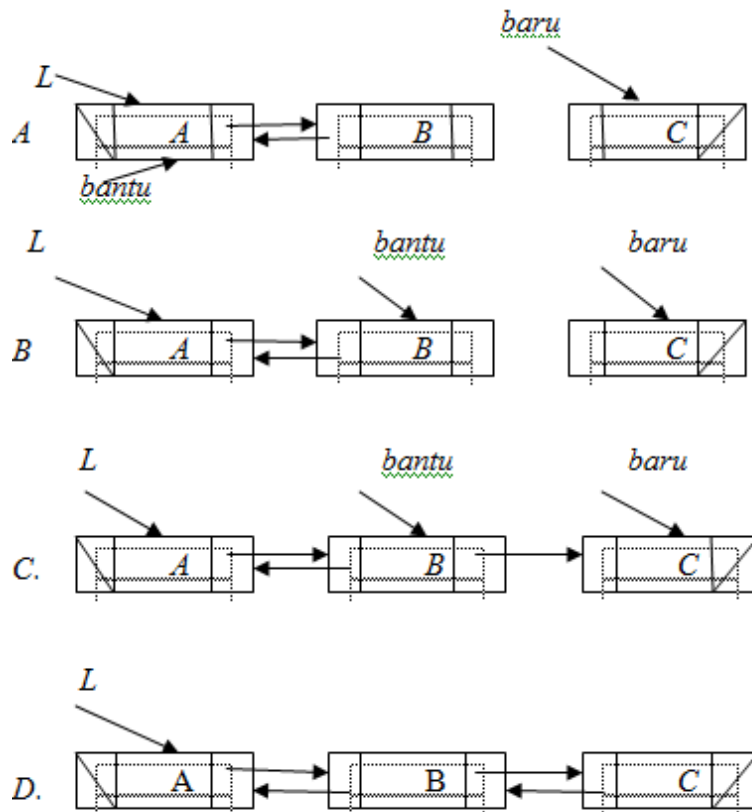 baru
L
A A B C
bantu
L bantu baru
B A B C
L bantu baru
C. A B C
L
D. A B C